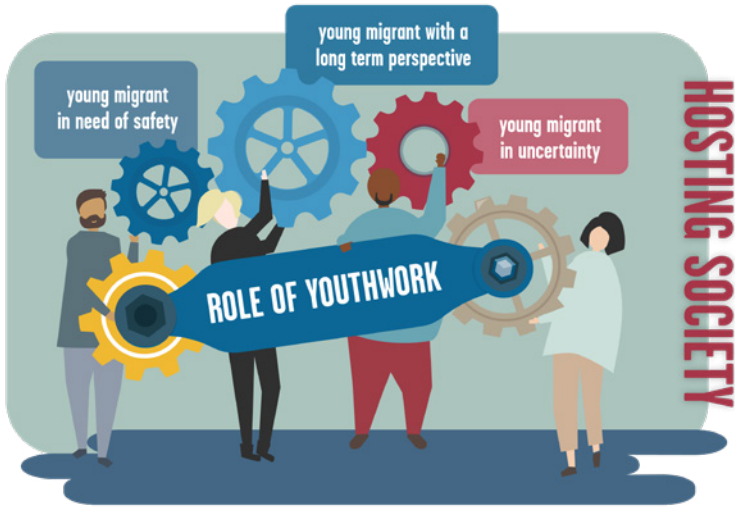 young migrant with a
long term perspective
young migrant
in need of safety
young migrant
in uncertainty
ROLE OF YOUTHWORK
HOSTING SOCIETY